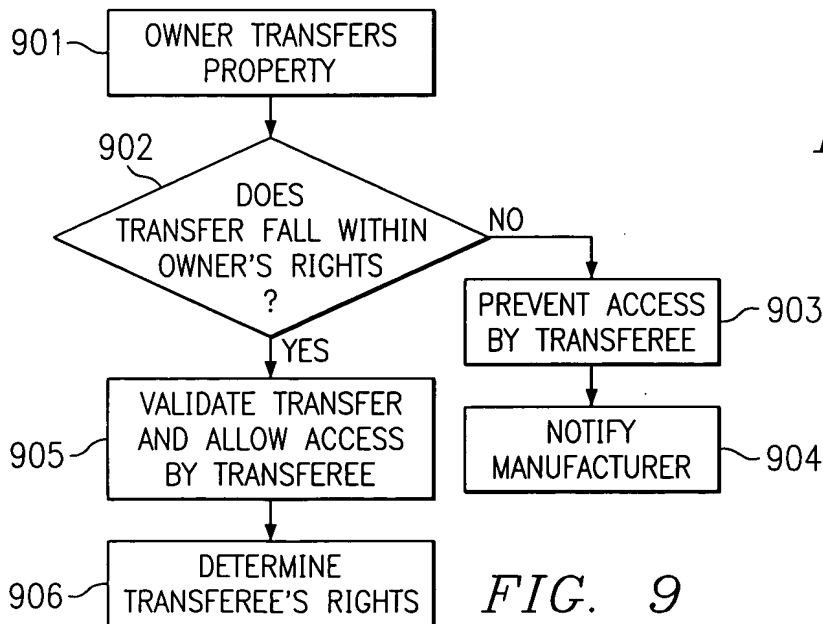 901
OWNER TRANSFERS
PROPERTY
902
DOES
TRANSFER FALL WITHIN
OWNER'S RIGHTS
?
NO
YES
PREVENT ACCESS
BY TRANSFEREE
903
NOTIFY
MANUFACTURER
904
905
VALIDATE TRANSFER
AND ALLOW ACCESS
BY TRANSFEREE
906
DETERMINE
TRANSFEREE'S RIGHTS
FIG. 9